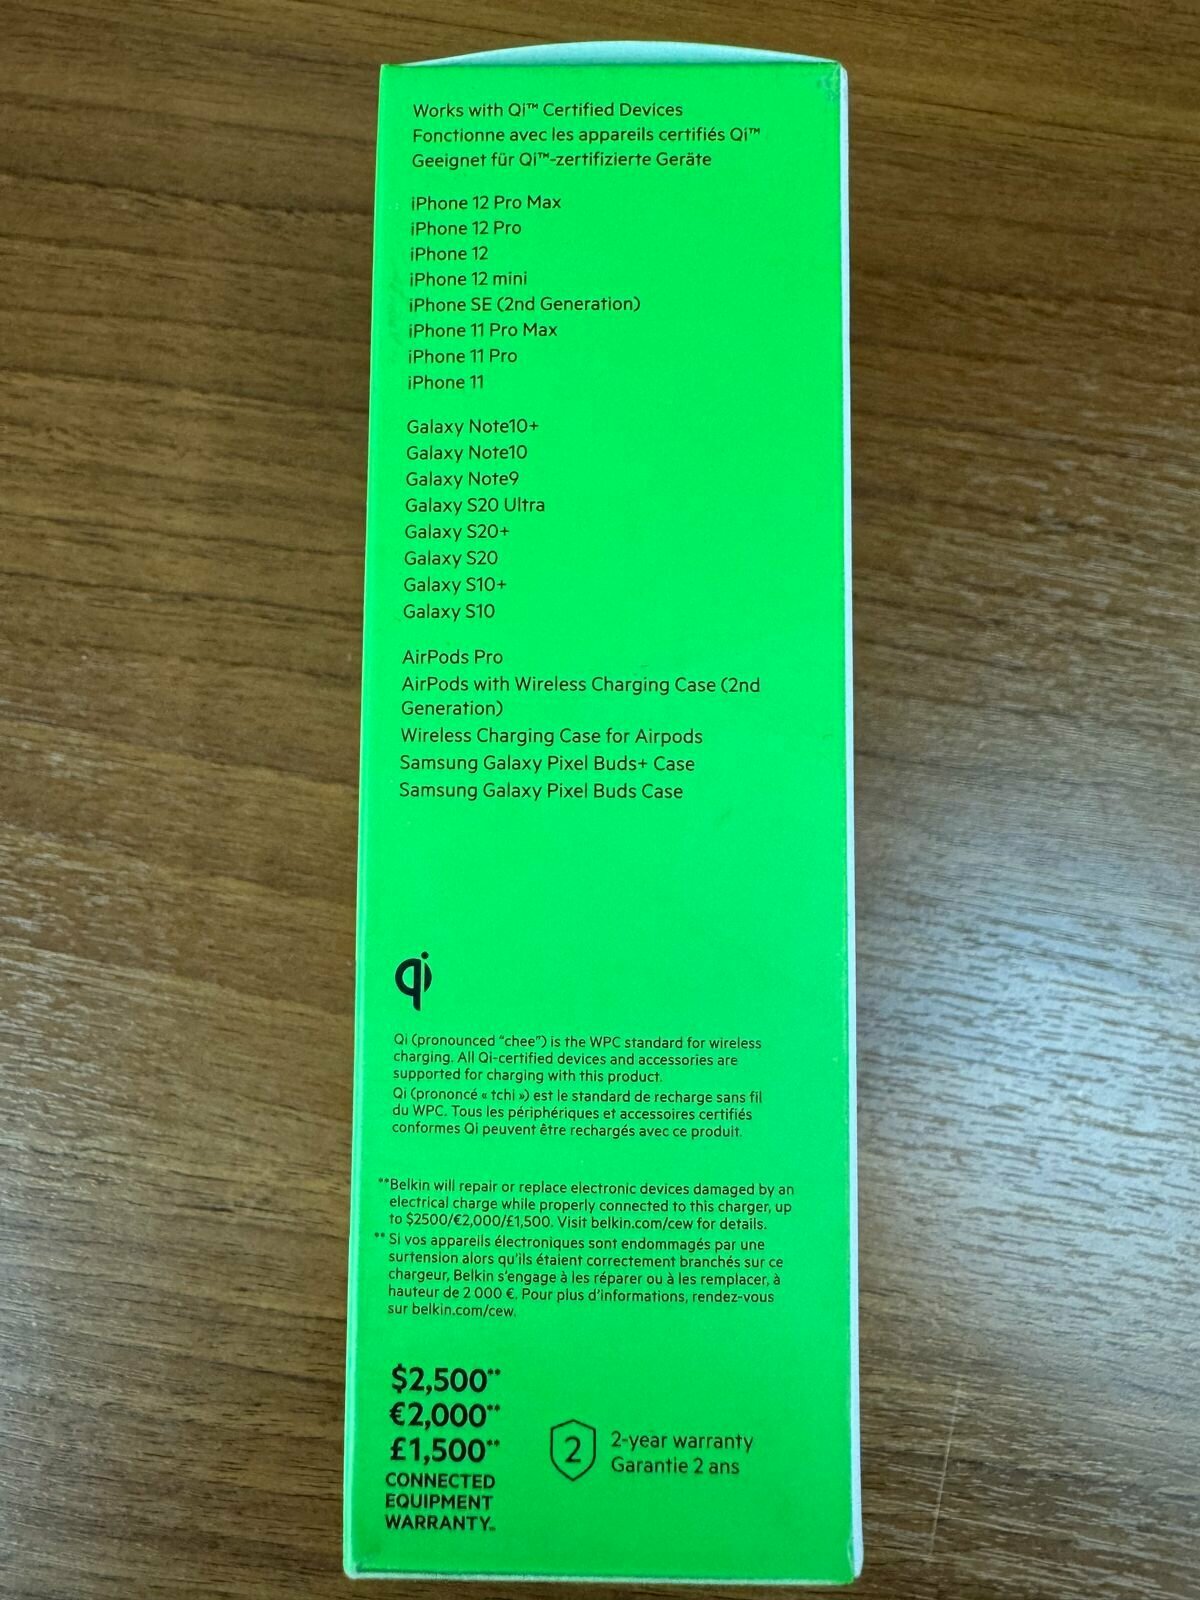 Works with Qi™ Certified Devices
Fonctionne avec les appareils certifiés Qi™
Geeignet für Qi™-zertifizierte Geräte
iPhone 12 Pro Max
iPhone 12 Pro
iPhone 12
iPhone 12 mini
iPhone SE (2nd Generation)
iPhone 11 Pro Max
iPhone 11 Pro
iPhone 11
Galaxy Note10+
Galaxy Note10
Galaxy Note9
Galaxy S20 Ultra
Galaxy S20+
Galaxy S20
Galaxy S10+
Galaxy S10
AirPods Pro
AirPods with Wireless Charging Case (2nd
Generation)
Wireless Charging Case for Airpods
Samsung Galaxy Pixel Buds+ Case
Samsung Galaxy Pixel Buds Case
qi
Qi (pronounced “chee”) is the WPC standard for wireless
charging. All Qi-certified devices and accessories are
supported for charging with this product.
Qi (prononcé « tchi ») est le standard de recharge sans fil
du WPC. Tous les périphériques et accessoires certifiés
conformes Qi peuvent être rechargés avec ce produit.
**Belkin will repair or replace electronic devices damaged by an
electrical charge while properly connected to this charger, up
to $2500/€2,000/£1,500. Visit belkin.com/cew for details.
** Si vos appareils électroniques sont endommagés par une
surtension alors qu'ils étaient correctement branchés sur ce
chargeur, Belkin s'engage à les réparer ou à les remplacer, à
hauteur de 2 000 €. Pour plus d'informations, rendez-vous
sur belkin.com/cew.
$2,500**
€2,000**
£1,500**
CONNECTED
EQUIPMENT
WARRANTY℠
2
2-year warranty
Garantie 2 ans